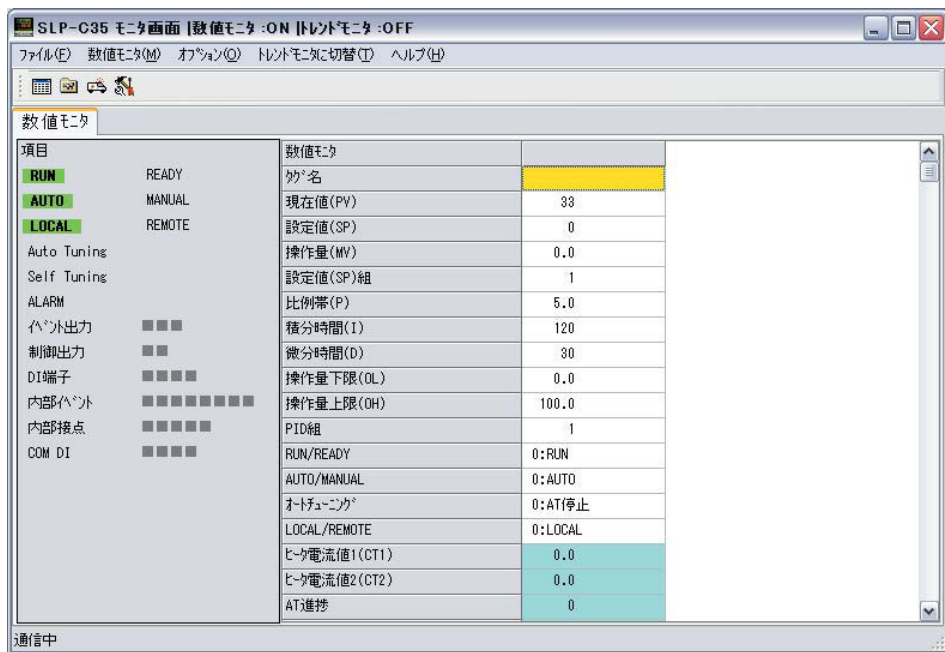 SLP-C35 モニタ画面 |数値モニタ :ON |トレンドモニタ :OFF
ファイル(F) 数値モニタ(M) オプション(O) トレンドモニタに切替(T) ヘルプ(H)
数値モニタ
項目
RUN READY
AUTO MANUAL
LOCAL REMOTE
Auto Tuning
Self Tuning
ALARM
イベント出力
制御出力
DI端子
内部イベント
内部接点
COM DI
数値モニタ
タグ名
現在値(PV) 33
設定値(SP) 0
操作量(MV) 0.0
設定値(SP)組 1
比例帯(P) 5.0
積分時間(I) 120
微分時間(D) 30
操作量下限(OL) 0.0
操作量上限(OH) 100.0
PID組 1
RUN/READY 0:RUN
AUTO/MANUAL 0:AUTO
オートチューニング 0:AT停止
LOCAL/REMOTE 0:LOCAL
ヒータ電流値1(CT1) 0.0
ヒータ電流値2(CT2) 0.0
AT進捗 0
通信中